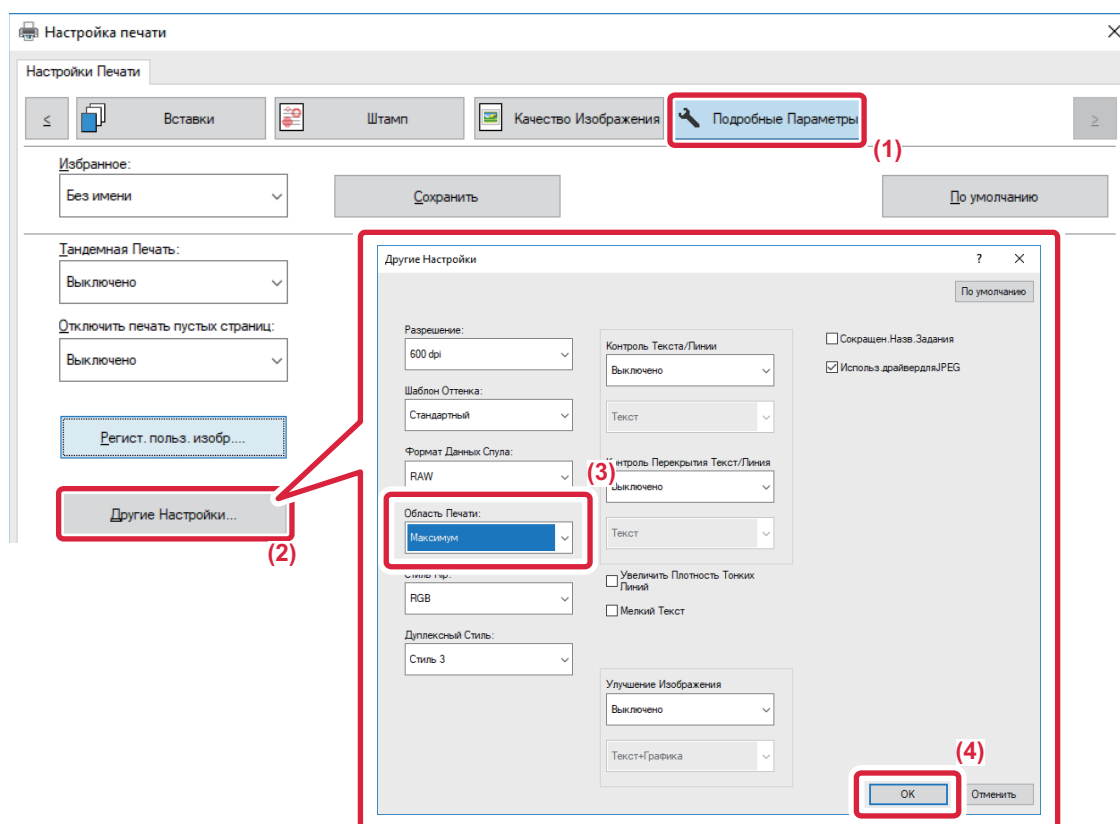 Настройка печати
Настройки Печати
<
Вставки
Штамп
Качество Изображения
Подробные Параметры
>
(1)
Избранное:
Без имени
Сохранить
По умолчанию
Тандемная Печать:
Выключено
Отключить печать пустых страниц:
Выключено
Регист. польз. изобр....
Другие Настройки...
(2)
Другие Настройки
?
По умолчанию
Разрешение:
600 dpi
Шаблон Оттенка:
Стандартный
Формат Данных Спула:
RAW
(3)
Область Печати:
Максимум
RGB
Дуплексный Стиль:
Стиль 3
Контроль Текста/Линии
Выключено
Текст
Контроль Перекрытия Текст/Линия
Выключено
Текст
Увеличить Плотность Тонких
Линий
Мелкий Текст
Улучшение Изображения
Выключено
Текст+Графика
Сокращен.Назв.Задания
Использ.драйвердляJPEG
(4)
OK
Отменить